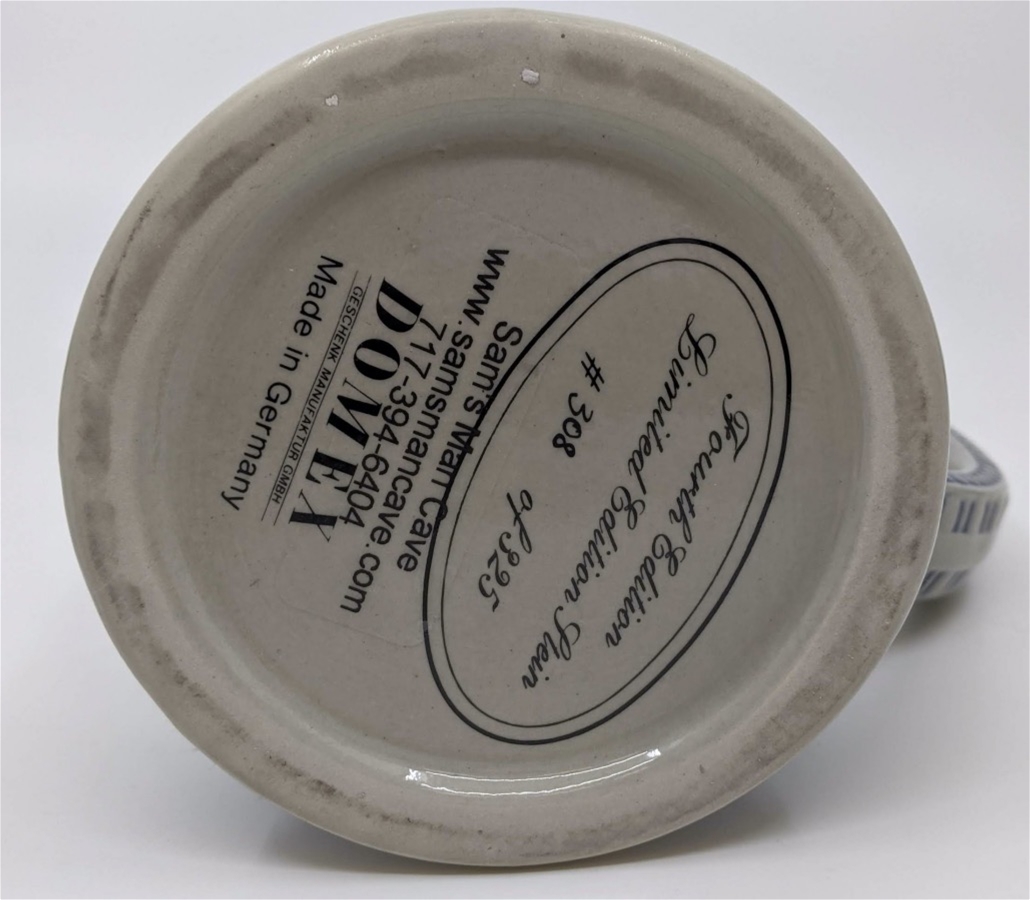 Fourth Edition
Limited Edition Stein
# 308 of 325
Sam's Man Cave
www.samsmancave.com
717-394-6404
DOMEX
GESCHENK MANUFAKTUR GMBH
Made in Germany